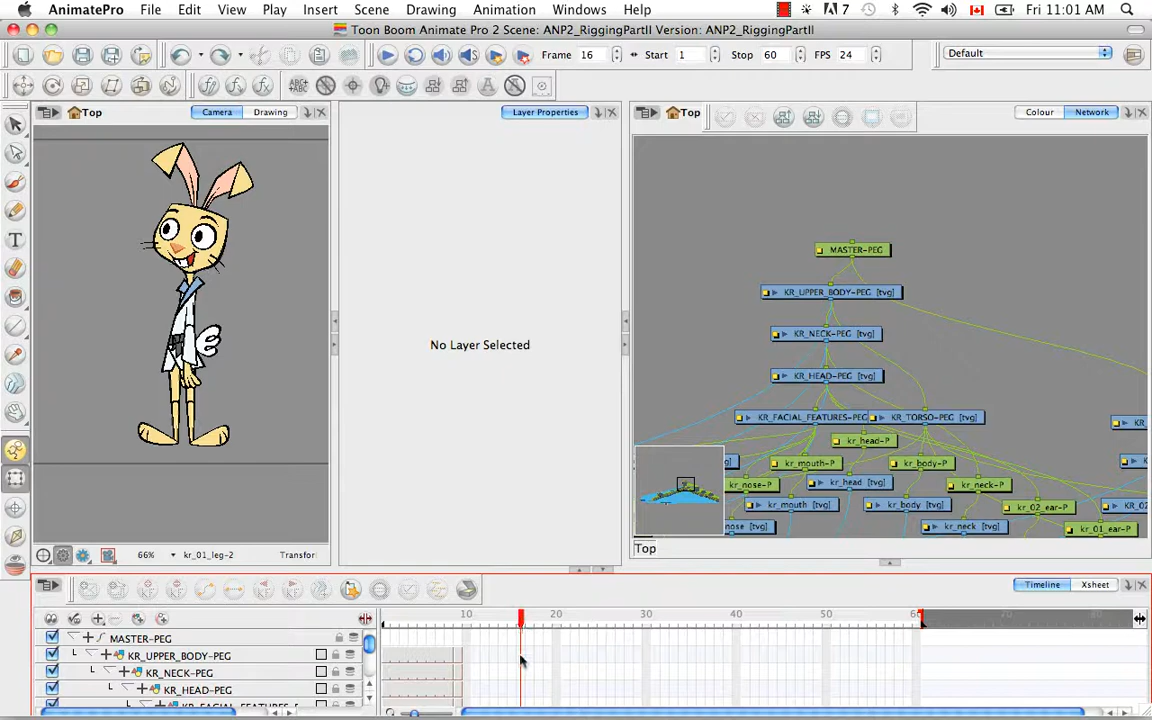 AnimatePro File Edit View Play Insert Scene Drawing Animation Windows Help 7 Fri 11:01 AM
Toon Boom Animate Pro 2 Scene: ANP2_RiggingPartII Version: ANP2_RiggingPartII
Frame 16 Start 1 Stop 60 FPS 24 Default
ABC
Top Camera Drawing Layer Properties Top Colour Network
MASTER-PEG
KR_UPPER_BODY-PEG [tvg]
KR_NECK-PEG [tvg]
No Layer Selected
KR_HEAD-PEG [tvg]
KR_FACIAL_FEATURES-PEG KR_TORSO-PEG [tvg]
kr_head-P
kr_mouth-P kr_body-P
kr_nose-P kr_head [tvg] kr_neck-P
kr_mouth [tvg] kr_body [tvg] kr_02_ear-P
nose [tvg] kr_neck [tvg] kr_01_ear-P
Top
66% kr_01_leg-2 Transfor
Timeline Xsheet
10 20 30 40 50
MASTER-PEG
KR_UPPER_BODY-PEG
KR_NECK-PEG
KR_HEAD-PEG